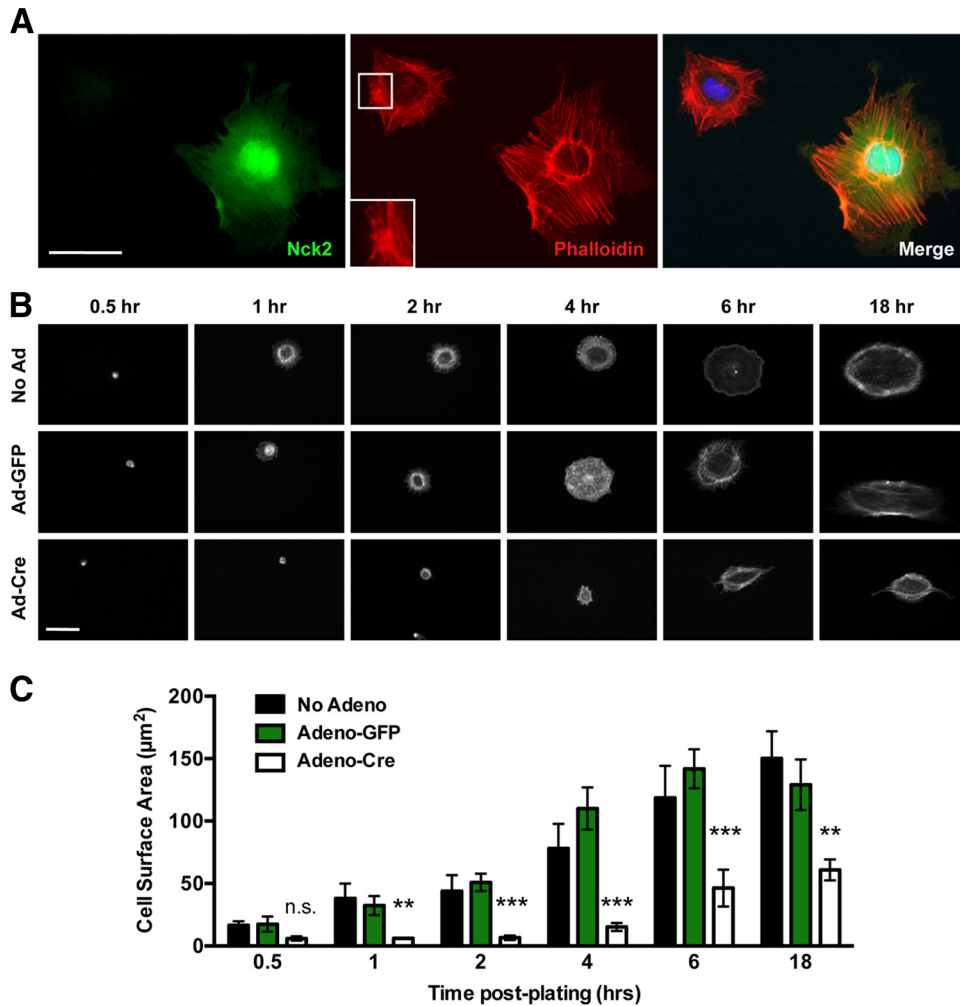 A
Nck2
Phalloidin
Merge
B
0.5 hr
1 hr
2 hr
4 hr
6 hr
18 hr
No Ad
Ad-GFP
Ad-Cre
C
No Adeno
Adeno-GFP
Adeno-Cre
Cell Surface Area (µm²)
200
150
100
50
0
n.s.
**
***
***
***
**
0.5
1
2
4
6
18
Time post-plating (hrs)